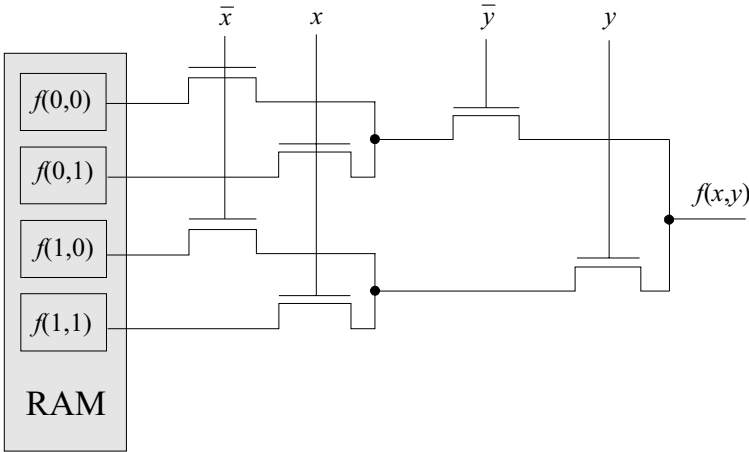 x̅ x y̅ y
f(0,0)
f(0,1)
f(x,y)
f(1,0)
f(1,1)
RAM